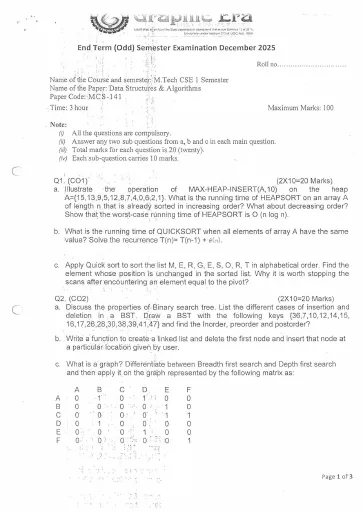 Graphic Era
End Term (Odd) Semester Examination December 2025
Roll no
Name of the Course and semester: M.Tech CSE I Semester
Name of the Paper: Data Structures & Algorithms
Paper Code: MCS-141
Time: 3 hour Maximum Marks: 100
Note:
(i) All the questions are compulsory.
(ii) Answer any two sub questions from a, b and c in each main question.
(iii) Total marks for each question is 20 (twenty).
(iv) Each sub-question carries 10 marks.
Q1. (CO1) (2X10=20 Marks)
a. Illustrate the operation of MAX-HEAP-INSERT(A,10) on the heap
A={15,13,9,5,12,8,7,4,0,6,2,1}. What is the running time of HEAPSORT on an array A
of length n that is already sorted in increasing order? What about decreasing order?
Show that the worst-case running time of HEAPSORT is O (n log n).
b. What is the running time of QUICKSORT when all elements of array A have the same
value? Solve the recurrence T(n)= T(n-1) +
c. Apply Quick sort to sort the list M, E, R, G, E, S, O, R, T in alphabetical order. Find the
element whose position is unchanged in the sorted list. Why it is worth stopping the
scans after encountering an element equal to the pivot?
Q2. (CO2) (2X10=20 Marks)
a. Discuss the properties of Binary search tree. List the different cases of insertion and
deletion in a BST. Draw a BST with the following keys {36,7,10,12,14,15,
16,17,26,28,30,38,39,41,47} and find the Inorder, preorder and postorder?
b. Write a function to create a linked list and delete the first node and insert that node at
a particular location given by user.
c. What is a graph? Differentiate between Breadth first search and Depth first search
and then apply it on the graph represented by the following matrix as:
A B C D E F
A 0 1 0 1 0 0
B 0 0 0 0 1 0
C 0 0 0 0 1 1
D 0 1 0 0 0 0
E 0 0 0 1 0 0
F 0 0 0 0 0 1
Page 1 of 3